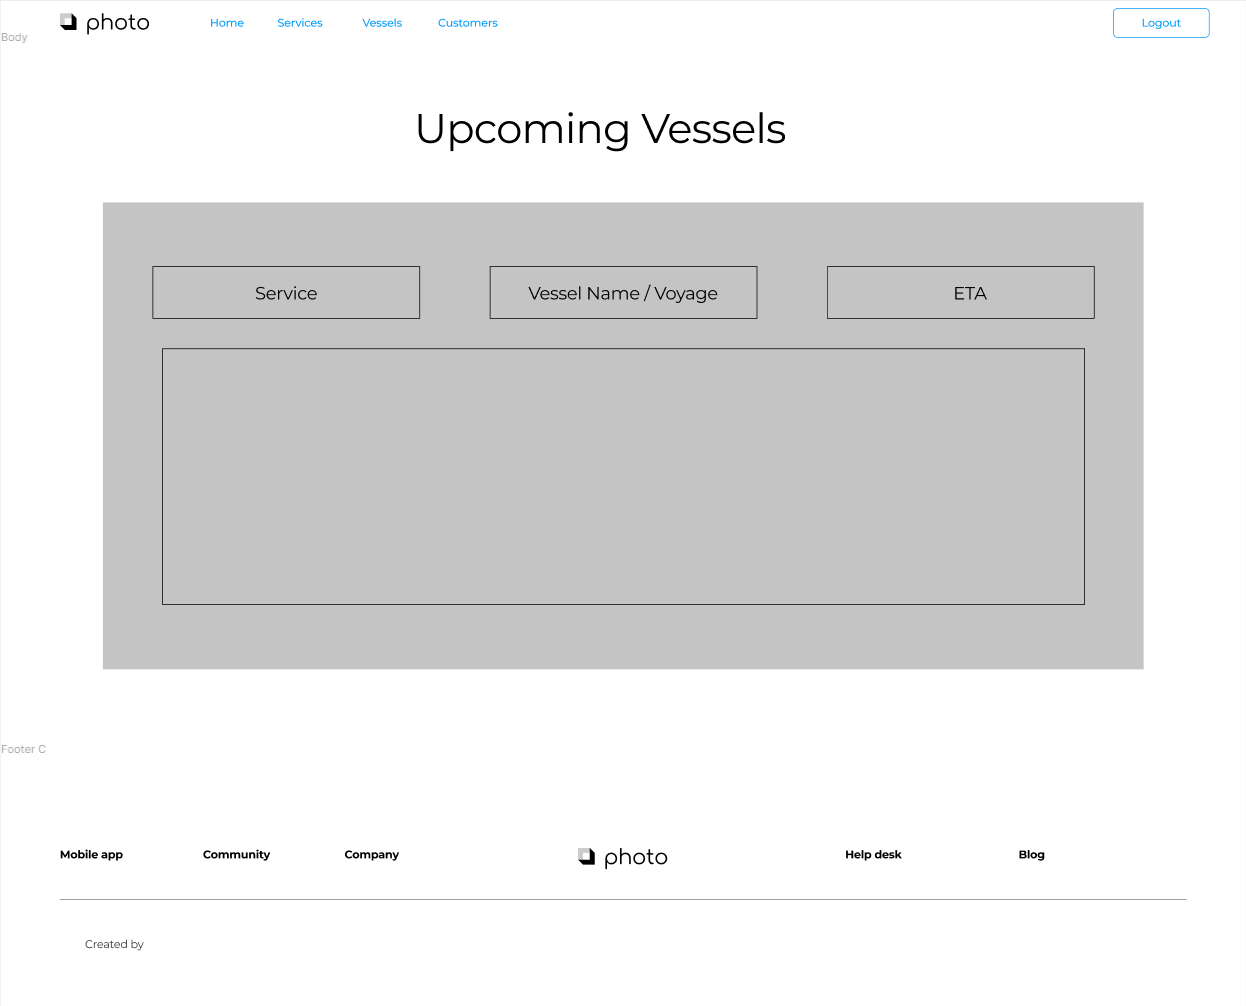 photo Home Services Vessels Customers Logout
Body
Upcoming Vessels
Service Vessel Name / Voyage ETA
Footer C
Mobile app Community Company photo Help desk Blog
Created by